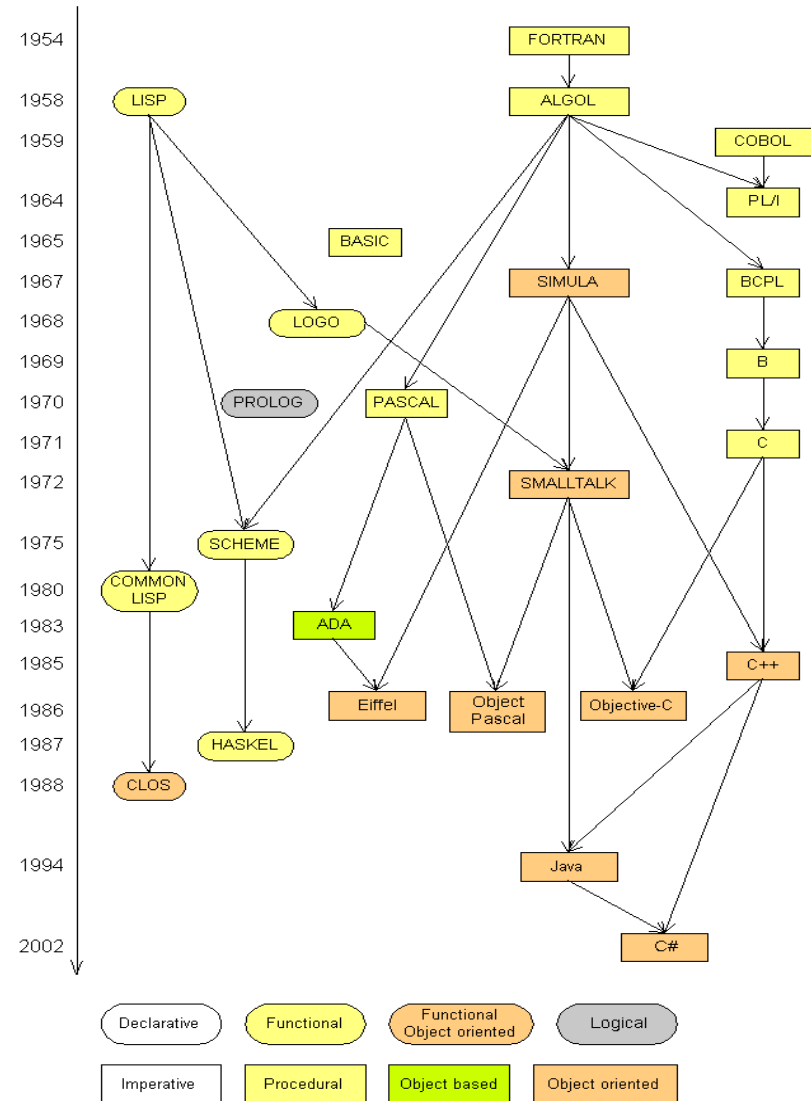 1954
FORTRAN
1958
LISP
ALGOL
1959
COBOL
1964
PL/I
1965
BASIC
1967
SIMULA
BCPL
1968
LOGO
1969
B
1970
PROLOG
PASCAL
1971
C
1972
SMALLTALK
1975
SCHEME
1980
COMMON
LISP
1983
ADA
1985
C++
1986
Eiffel
Object
Pascal
Objective-C
1987
HASKEL
1988
CLOS
1994
Java
2002
C#
Declarative
Functional
Functional
Object oriented
Logical
Imperative
Procedural
Object based
Object oriented